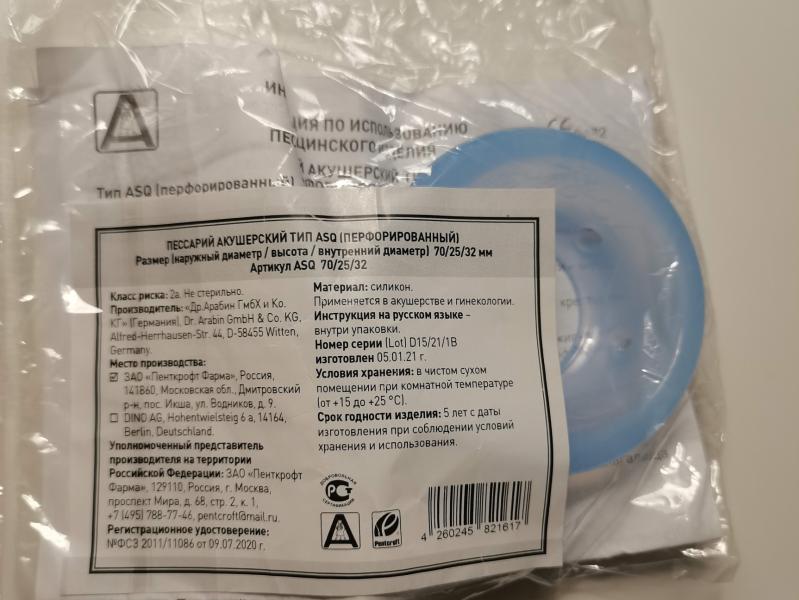 А
ПО ИСПОЛЬЗОВАНИЮ
АКУШЕРСКИЙ
Тип ASQ (перфорированный)
ПЕССАРИЙ АКУШЕРСКИЙ ТИП ASQ (ПЕРФОРИРОВАННЫЙ)
Размер (наружный диаметр / высота / внутренний диаметр) 70/25/32 мм
Артикул ASQ 70/25/32
Класс риска: 2а. Не стерильно.
Производитель: «Др.Арабин ГмбХ и Ко.
КГ» (Германия), Dr. Arabin GmbH & Co. KG,
Alfred-Herrhausen-Str. 44, D-58455 Witten,
Germany.
Место производства:
☑ ЗАО «Пенткрофт Фарма», Россия,
141860, Московская обл., Дмитровский
р-н, пос. Икша, ул. Водников, д. 9.
☐ DINO AG, Hohentwielsteig 6 a, 14164,
Berlin, Deutschland.
Уполномоченный представитель
производителя на территории
Российской Федерации: ЗАО «Пенткрофт
Фарма», 129110, Россия, г. Москва,
проспект Мира, д. 68, стр. 2, к. 1,
+7 (495) 788-77-46, pentcroft@mail.ru.
Регистрационное удостоверение:
№ФСЗ 2011/11086 от 09.07.2020 г.
Материал: силикон.
Применяется в акушерстве и гинекологии.
Инструкция на русском языке –
внутри упаковки.
Номер серии (Lot) D15/21/1B
изготовлен 05.01.21 г.
Условия хранения: в чистом сухом
помещении при комнатной температуре
(от +15 до +25 °C).
Срок годности изделия: 5 лет с даты
изготовления при соблюдении условий
хранения и использования.
ДОБРОВОЛЬНАЯ
РСТ
СЕРТИФИКАЦИЯ
Pentcroft
4 260245 821617